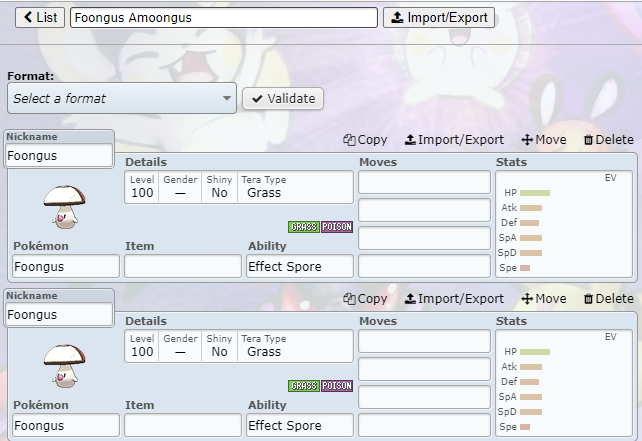 List
Foongus Amoongus
Import/Export
Format:
Select a format
Validate
Copy Import/Export Move Delete
Nickname
Foongus
Details
Level Gender Shiny Tera Type
100 — No Grass
GRASS POISON
Pokémon
Foongus
Item
Ability
Effect Spore
Moves
Stats
EV
HP
Atk
Def
SpA
SpD
Spe
Copy Import/Export Move Delete
Nickname
Foongus
Details
Level Gender Shiny Tera Type
100 — No Grass
GRASS POISON
Pokémon
Foongus
Item
Ability
Effect Spore
Moves
Stats
EV
HP
Atk
Def
SpA
SpD
Spe